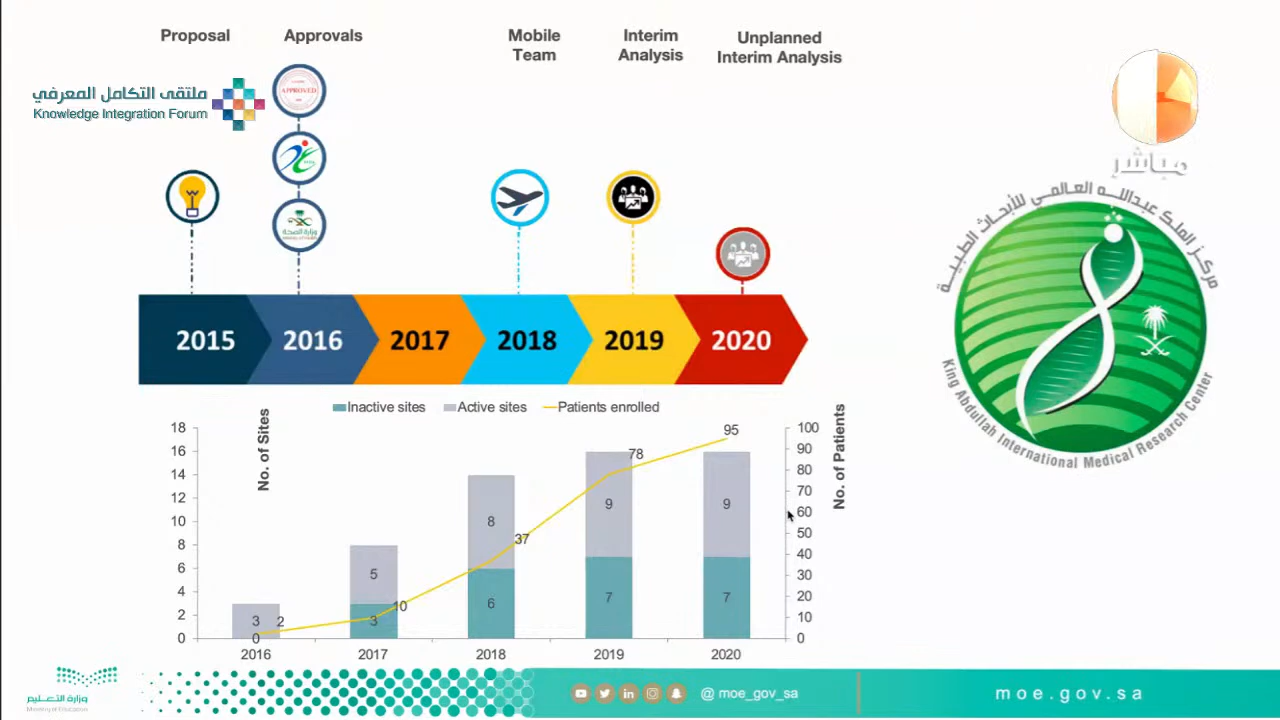 Proposal
Approvals
Mobile
Team
Interim
Analysis
Unplanned
Interim Analysis
ملتقى التكامل المعرفي
Knowledge Integration Forum
APPROVED
وزارة الصحة
مباشر
مركز الملك عبدالله العالمي للأبحاث الطبية
King Abdullah International Medical Research Center
2015
2016
2017
2018
2019
2020
Inactive sites
Active sites
Patients enrolled
No. of Sites
No. of Patients
18
16
14
12
10
8
6
4
2
0
100
90
80
70
60
50
40
30
20
10
0
3
0
2
5
3
10
8
6
37
9
7
78
9
7
95
2016
2017
2018
2019
2020
وزارة التعليم
Ministry of Education
@ moe_gov_sa
moe.gov.sa